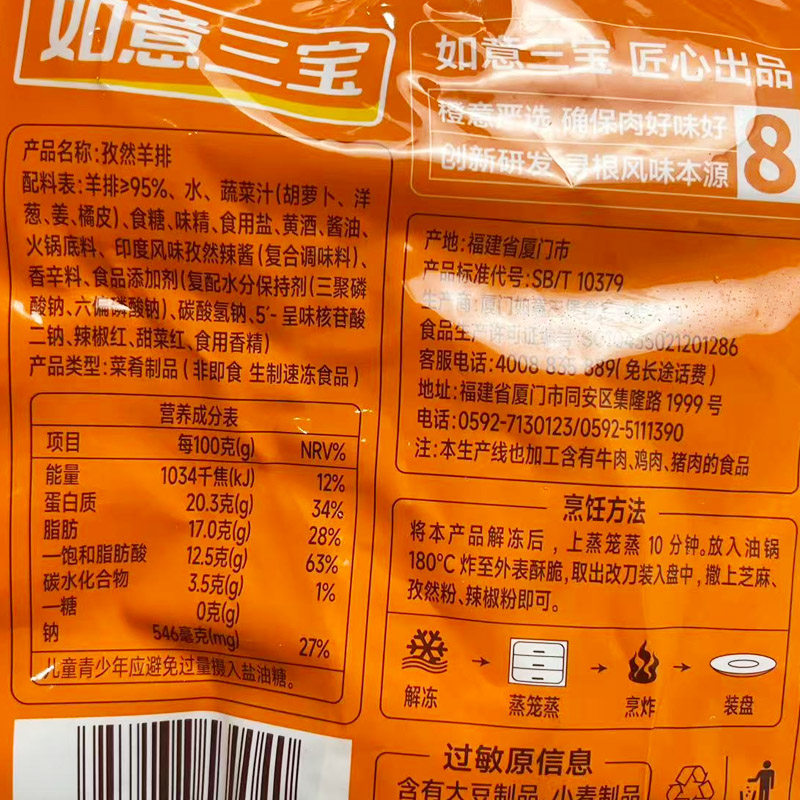 如意三宝
如意三宝 匠心出品
橙意严选 确保肉好味好
创新研发 寻根风味本源
8
产品名称:孜然羊排
配料表:羊排≥95%、水、蔬菜汁(胡萝卜、洋
葱、姜、橘皮)、食糖、味精、食用盐、黄酒、酱油、
火锅底料、印度风味孜然辣酱(复合调味料)、
香辛料、食品添加剂(复配水分保持剂(三聚磷
酸钠、六偏磷酸钠)、碳酸氢钠、5′-呈味核苷酸
二钠、辣椒红、甜菜红、食用香精)
产品类型:菜肴制品(非即食 生制速冻食品)
营养成分表
项目 每100克(g) NRV%
能量 1034千焦(kJ) 12%
蛋白质 20.3克(g) 34%
脂肪 17.0克(g) 28%
—饱和脂肪酸 12.5克(g) 63%
碳水化合物 3.5克(g) 1%
—糖 0克(g)
钠 546毫克(mg) 27%
儿童青少年应避免过量摄入盐油糖。
产地:福建省厦门市
产品标准代号:SB/T 10379
生产商:厦门如意
食品生产许可证编号:SC
客服电话:4008 838 889(免长途话费)
地址:福建省厦门市同安区集隆路1999号
电话:0592-7130123/0592-5111390
注:本生产线也加工含有牛肉、鸡肉、猪肉的食品
烹饪方法
将本产品解冻后,上蒸笼蒸10分钟。放入油锅
180°C炸至外表酥脆,取出改刀装入盘中,撒上芝麻、
孜然粉、辣椒粉即可。
解冻 蒸笼蒸 烹炸 装盘
过敏原信息
含有大豆制品、小麦制品